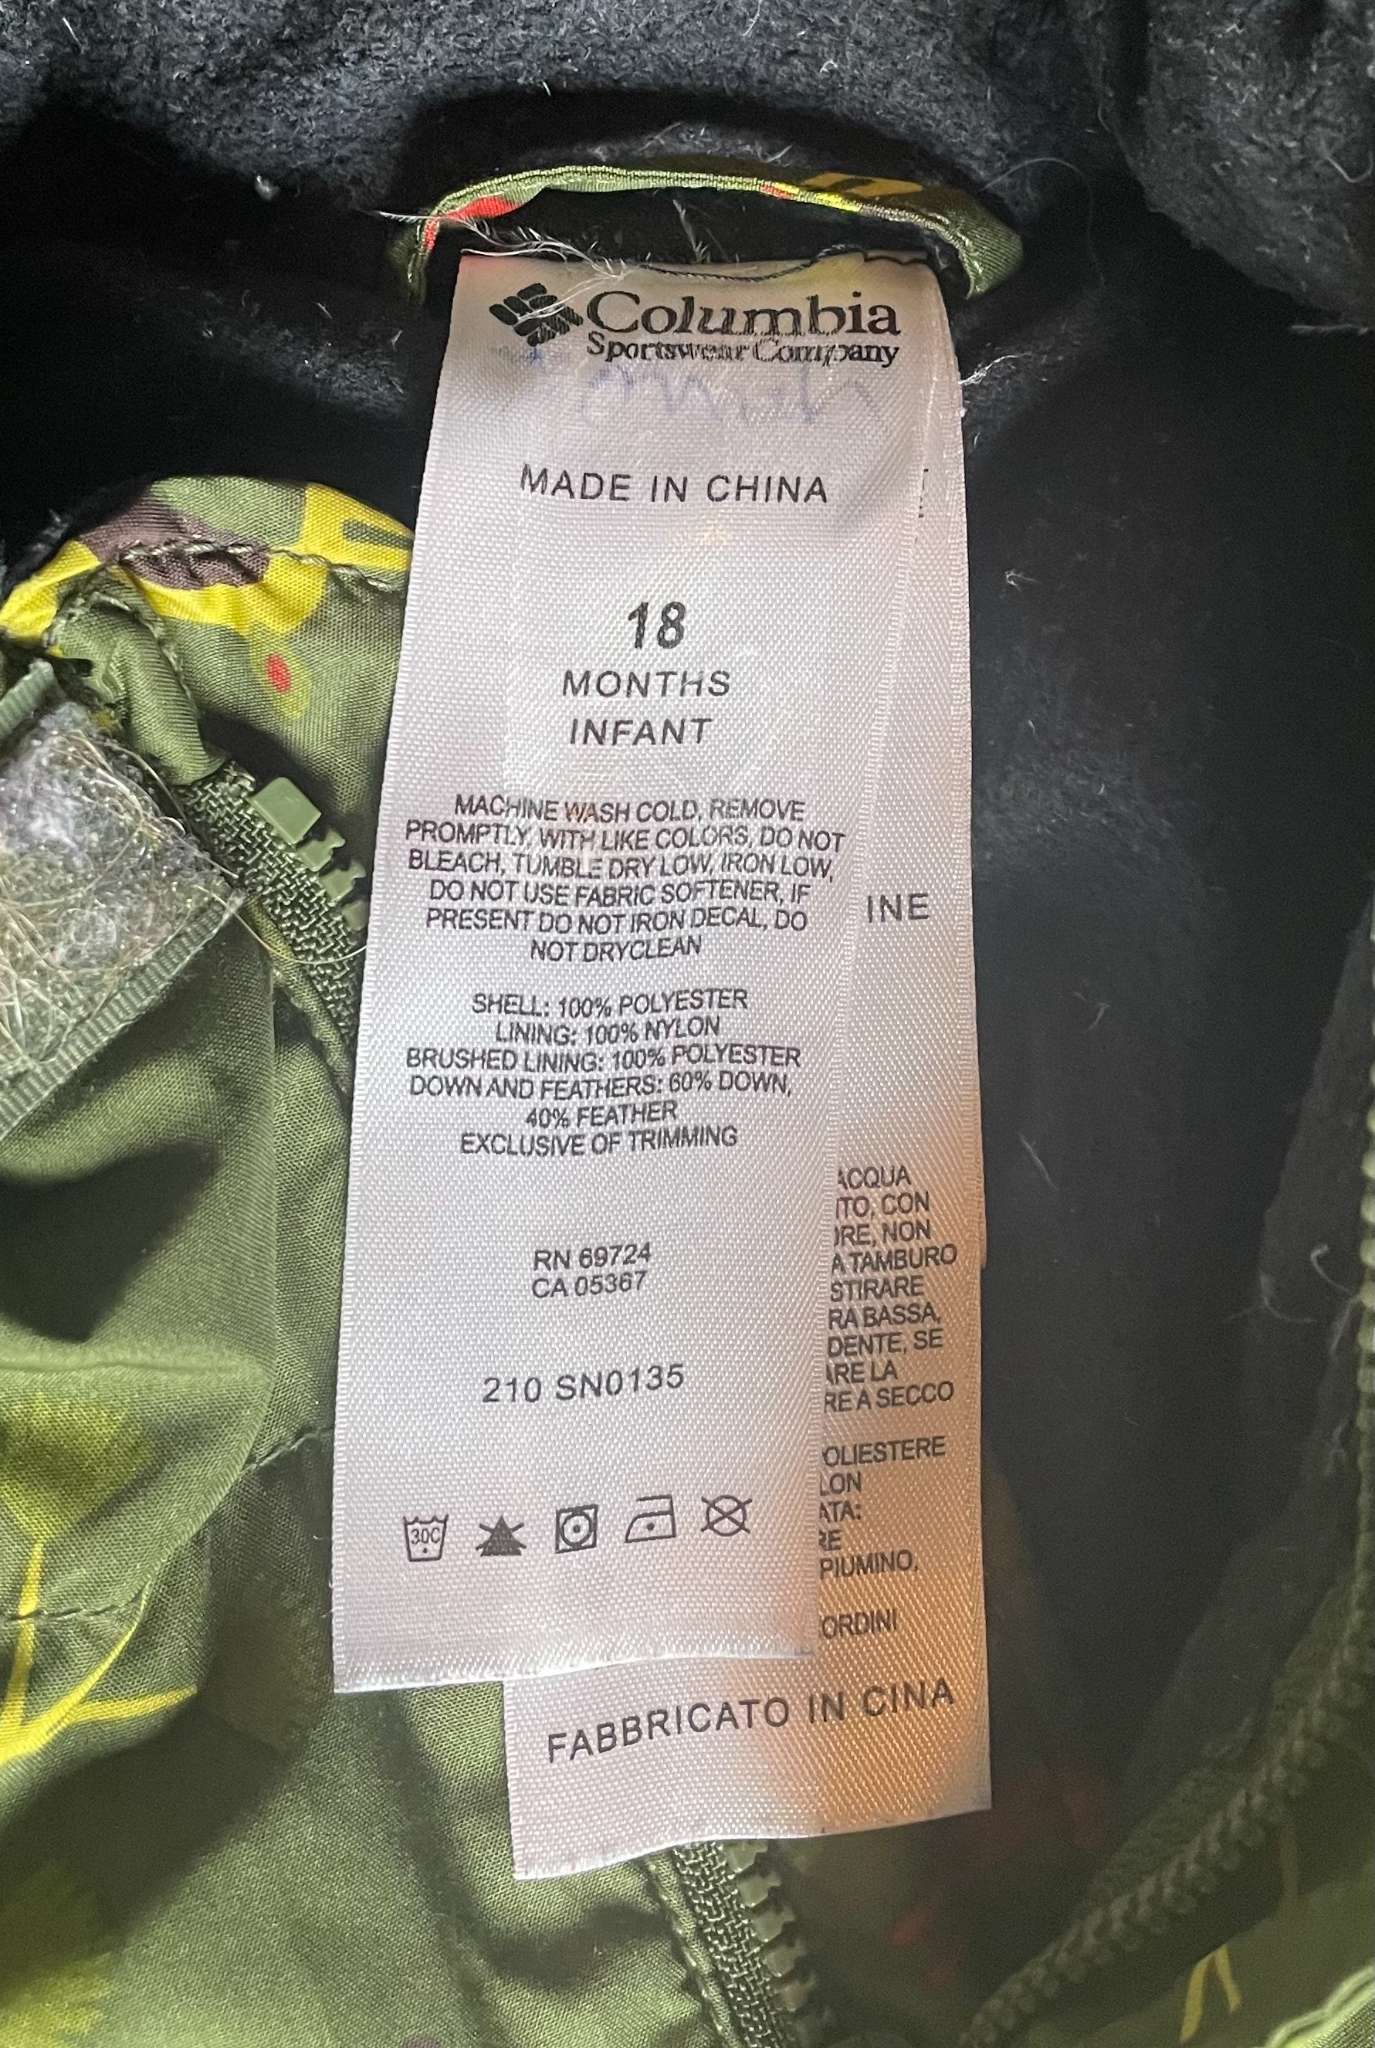 Columbia
Sportswear Company
MADE IN CHINA
18
MONTHS
INFANT
MACHINE WASH COLD, REMOVE
PROMPTLY, WITH LIKE COLORS, DO NOT
BLEACH, TUMBLE DRY LOW, IRON LOW,
DO NOT USE FABRIC SOFTENER, IF
PRESENT DO NOT IRON DECAL, DO
NOT DRYCLEAN
SHELL: 100% POLYESTER
LINING: 100% NYLON
BRUSHED LINING: 100% POLYESTER
DOWN AND FEATHERS: 60% DOWN,
40% FEATHER
EXCLUSIVE OF TRIMMING
RN 69724
CA 05367
210 SN0135
30C
INE
ACQUA
ITO, CON
ORE, NON
A TAMBURO
STIRARE
RA BASSA,
DENTE, SE
ARE LA
RE A SECCO
OLIESTERE
LON
ATA:
RE
PIUMINO,
ORDINI
FABBRICATO IN CINA